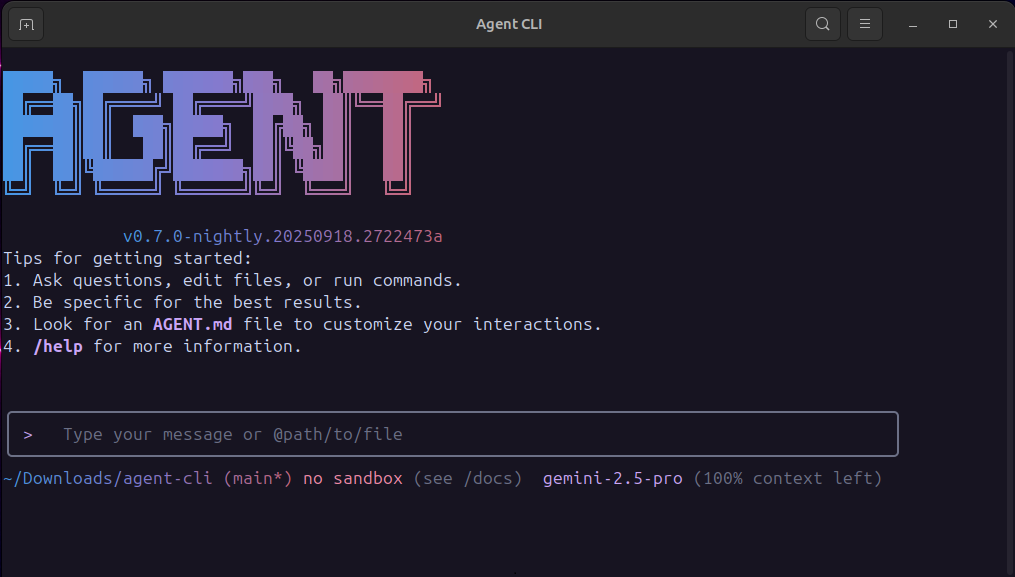 Agent CLI
AGENT
v0.7.0-nightly.20250918.2722473a
Tips for getting started:
1. Ask questions, edit files, or run commands.
2. Be specific for the best results.
3. Look for an AGENT.md file to customize your interactions.
4. /help for more information.
> Type your message or @path/to/file
~/Downloads/agent-cli (main*) no sandbox (see /docs) gemini-2.5-pro (100% context left)